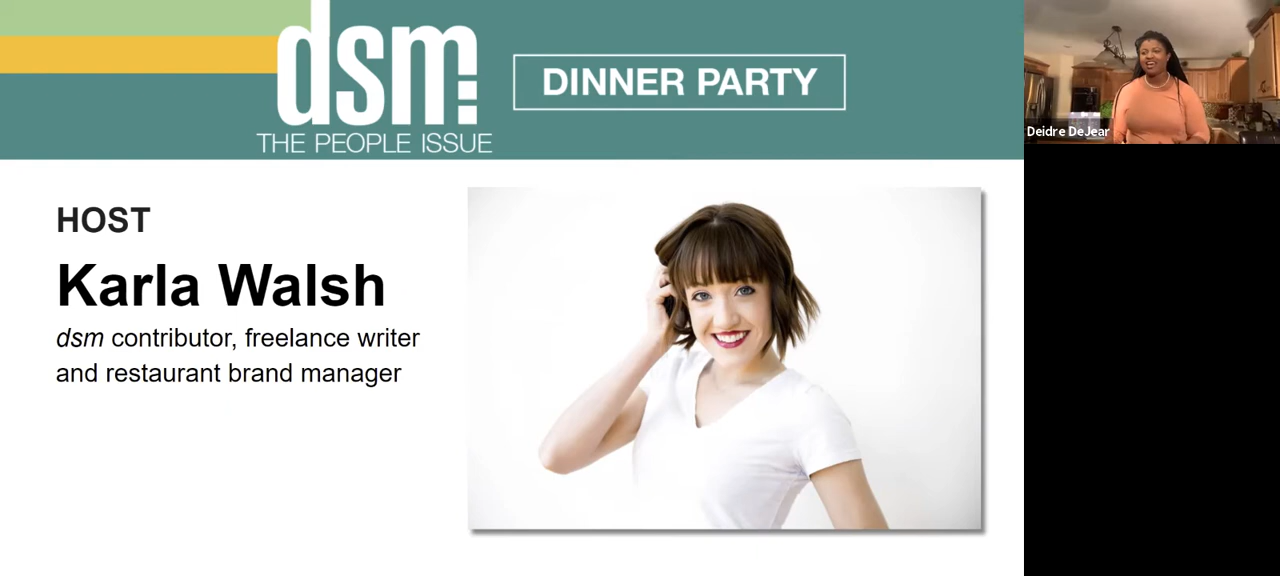 dsm
THE PEOPLE ISSUE
DINNER PARTY
HOST
Karla Walsh
dsm contributor, freelance writer
and restaurant brand manager
Deidre DeJear